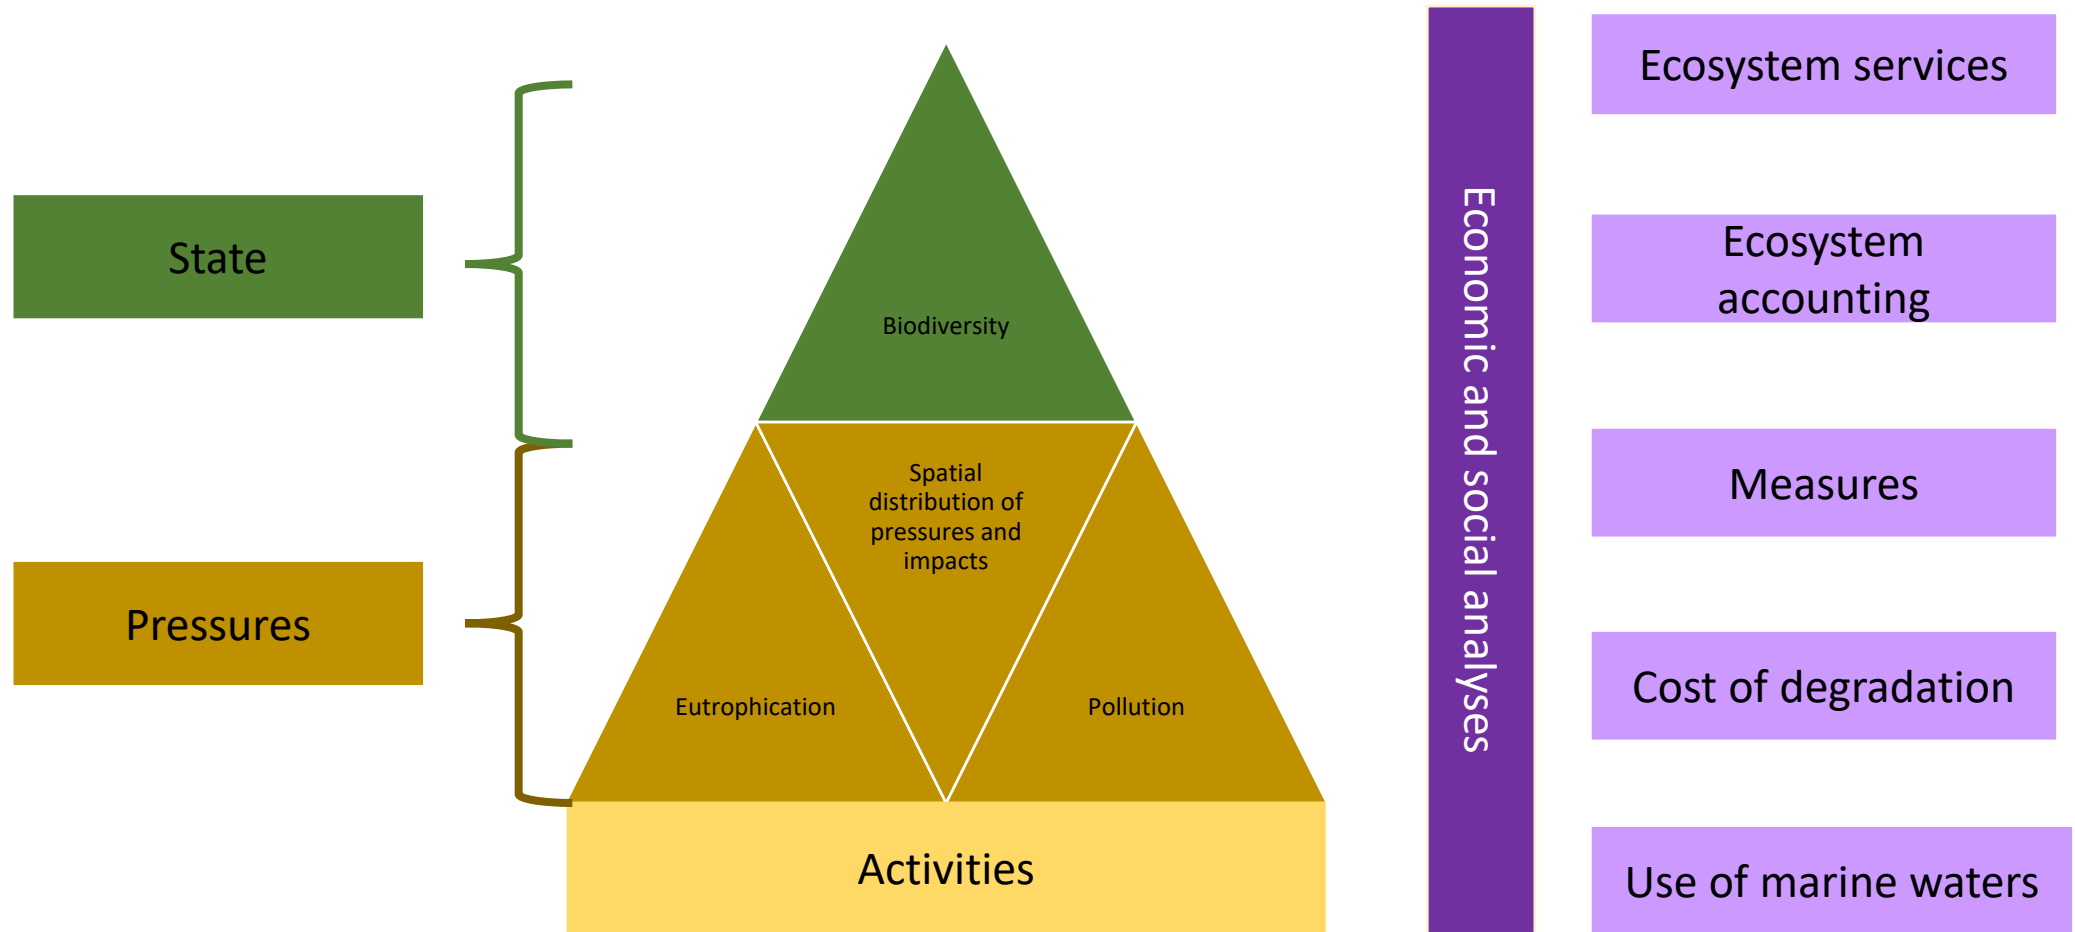 State
Pressures
Biodiversity
Spatial
distribution of
pressures and
impacts
Eutrophication
Pollution
Activities
Economic and social analyses
Ecosystem services
Ecosystem
accounting
Measures
Cost of degradation
Use of marine waters